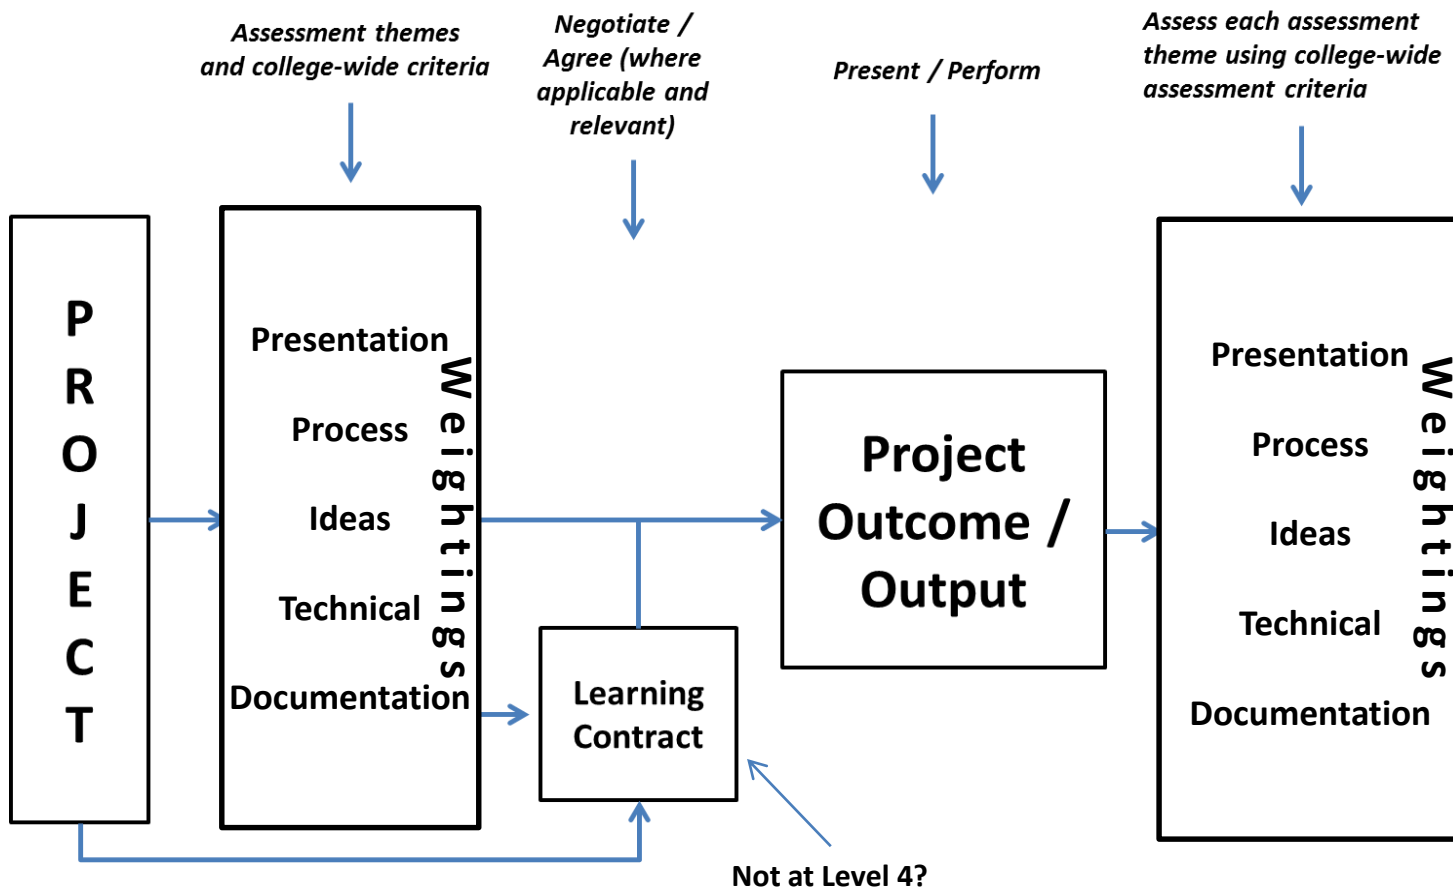 Assessment themes
and college-wide criteria
Negotiate /
Agree (where
applicable and
relevant)
Present / Perform
Assess each assessment
theme using college-wide
assessment criteria
PROJECT
Presentation
Process
Ideas
Technical
Documentation
Weightings
Learning
Contract
Not at Level 4?
Project
Outcome /
Output
Presentation
Process
Ideas
Technical
Documentation
Weightings